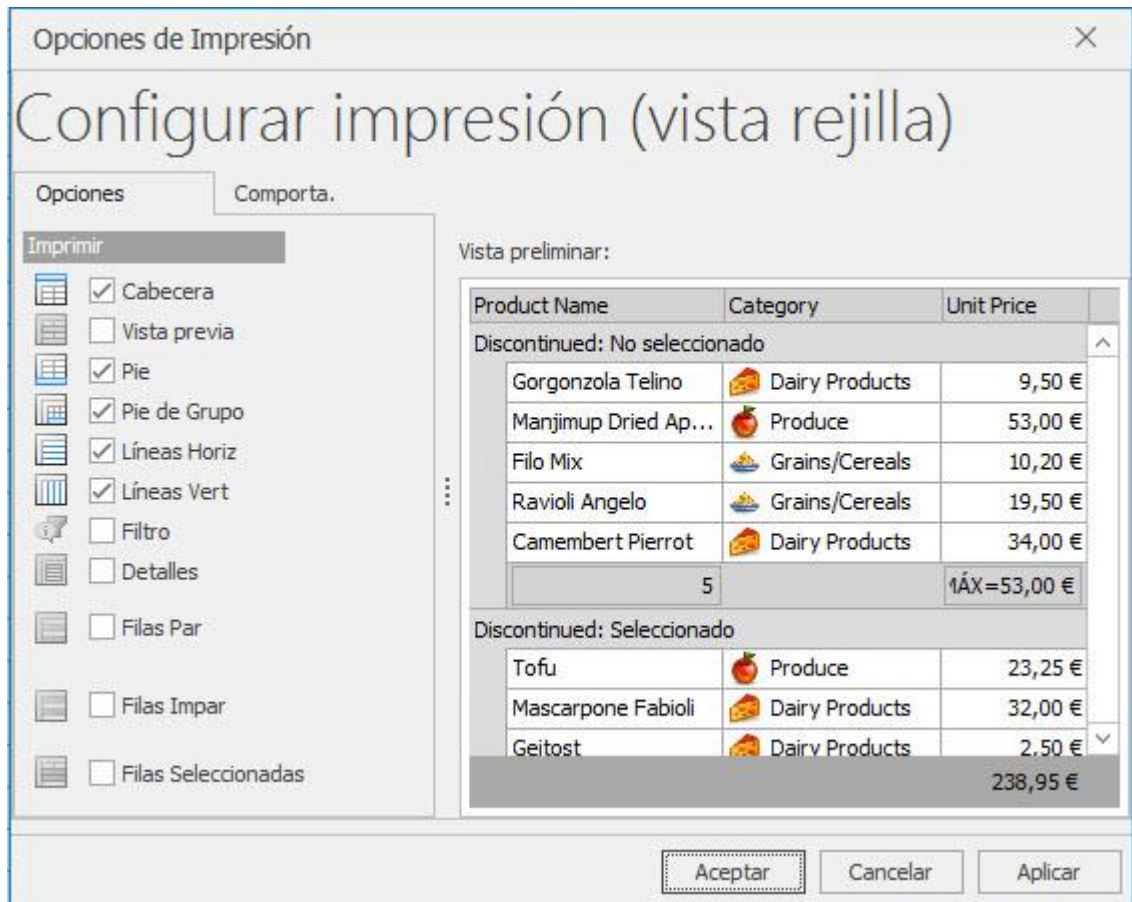 Opciones de Impresión
Configurar impresión (vista rejilla)
Opciones Comporta.
Imprimir
Cabecera
Vista previa
Pie
Pie de Grupo
Líneas Horiz
Líneas Vert
Filtro
Detalles
Filas Par
Filas Impar
Filas Seleccionadas
Vista preliminar:
Product Name Category Unit Price
Discontinued: No seleccionado
Gorgonzola Telino Dairy Products 9,50 €
Manjimup Dried Ap... Produce 53,00 €
Filo Mix Grains/Cereals 10,20 €
Ravioli Angelo Grains/Cereals 19,50 €
Camembert Pierrot Dairy Products 34,00 €
5 MÁX=53,00 €
Discontinued: Seleccionado
Tofu Produce 23,25 €
Mascarpone Fabioli Dairy Products 32,00 €
Geitost Dairy Products 2,50 €
238,95 €
Aceptar Cancelar Aplicar